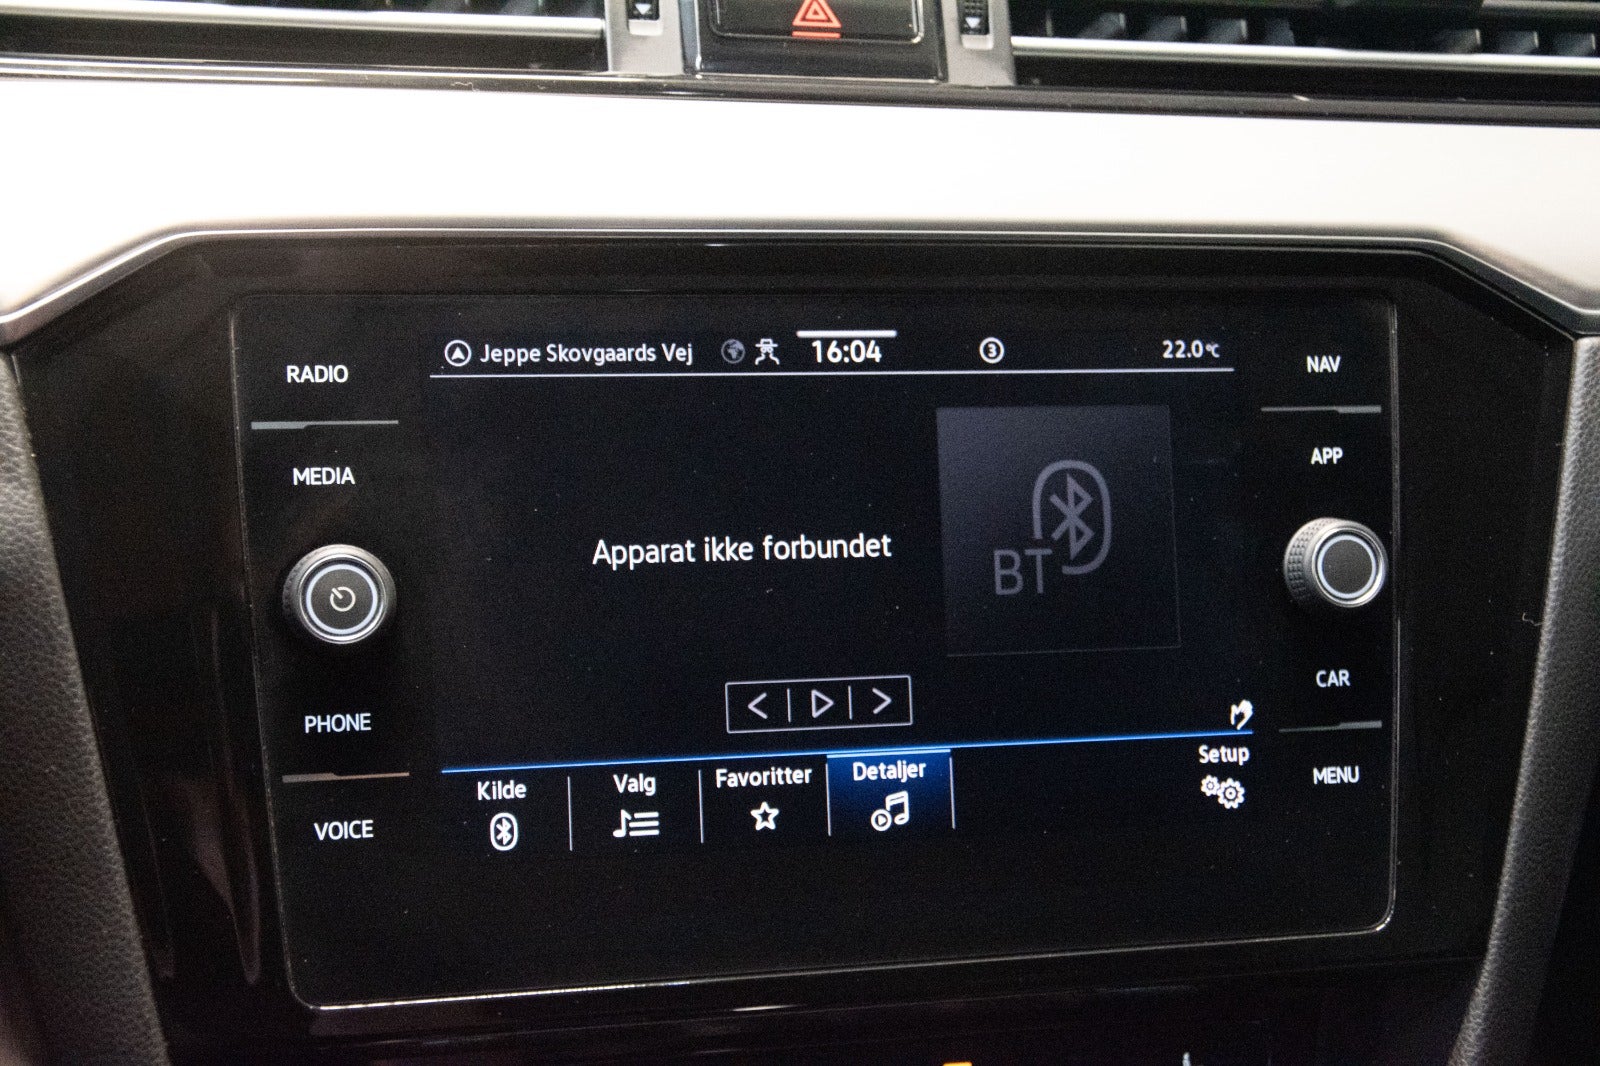 Jeppe Skovgaards Vej 16:04 3 22.0°C
RADIO
NAV
MEDIA
APP
Apparat ikke forbundet
BT
PHONE
CAR
Kilde
Valg
Favoritter
Detaljer
Setup
VOICE
MENU